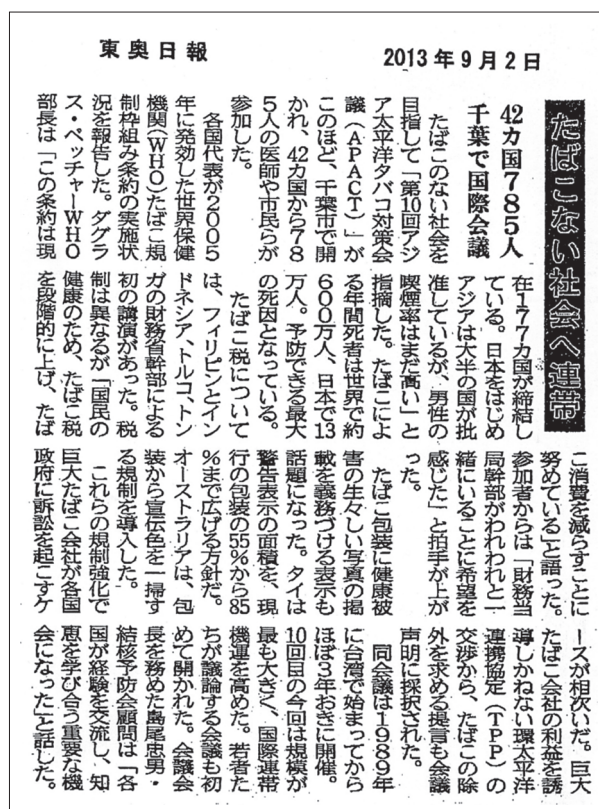 東奥日報
2013年9月2日
たばこない社会へ連帯
42カ国785人
千葉で国際会議
たばこのない社会を
目指して「第10回アジ
ア太平洋タバコ対策会
議（APACT）」が
このほど、千葉市で開
かれ、42カ国から78
5人の医師や市民らが
参加した。
各国代表が2005
年に発効した世界保健
機関(WHO)たばこ規
制枠組み条約の実施状
況を報告した。ダグラ
ス・ベッチャーWHO
部長は「この条約は現
在177カ国が締結し
ている。日本をはじめ
アジアは大半の国が批
准しているが、男性の
喫煙率はまだ高い」と
指摘した。たばこによ
る年間死者は世界で約
600万人、日本で13
万人。予防できる最大
の死因となっている。
たばこ税について
は、フィリピンとイン
ドネシア、トルコ、トン
ガの財務省幹部による
初の講演があった。税
制は異なるが「国民の
健康のため、たばこ税
を段階的に上げ、たば
こ消費を減らすことに
努めている」と語った。
参加者からは「財務当
局幹部がわれわれと一
緒にいることに希望を
感じた」と拍手が上が
った。
たばこ包装に健康被
害の生々しい写真の掲
載を義務づける表示も
話題になった。タイは
警告表示の面積を、現
行の包装の55%から85
%まで広げる方針だ。
オーストラリアは、包
装から宣伝色を一掃す
る規制を導入した。
これらの規制強化で
巨大たばこ会社が各国
政府に訴訟を起こすケ
ースが相次いだ。巨大
たばこ会社の利益を誘
導しかねない環太平洋
連携協定（TPP）の
交渉から、たばこの除
外を求める提言も会議
声明に採択された。
同会議は1989年
に台湾で始まってから
ほぼ3年おきに開催。
10回目の今回は規模が
最も大きく、国際連帯
機運を高めた。若者た
ちが議論する会議も初
めて開かれた。会議会
長を務めた島尾忠男・
結核予防会顧問は「各
国が経験を交流し、知
恵を学び合う重要な機
会になった」と話した。